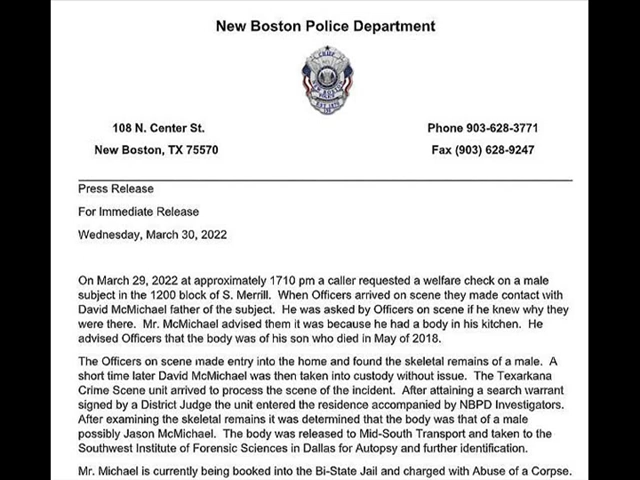 New Boston Police Department
CHIEF
108 N. Center St.
Phone 903-628-3771
New Boston, TX 75570
Fax (903) 628-9247
Press Release
For Immediate Release
Wednesday, March 30, 2022
On March 29, 2022 at approximately 1710 pm a caller requested a welfare check on a male
subject in the 1200 block of S. Merrill. When Officers arrived on scene they made contact with
David McMichael father of the subject. He was asked by Officers on scene if he knew why they
were there. Mr. McMichael advised them it was because he had a body in his kitchen. He
advised Officers that the body was of his son who died in May of 2018.
The Officers on scene made entry into the home and found the skeletal remains of a male. A
short time later David McMichael was then taken into custody without issue. The Texarkana
Crime Scene unit arrived to process the scene of the incident. After attaining a search warrant
signed by a District Judge the unit entered the residence accompanied by NBPD Investigators.
After examining the skeletal remains it was determined that the body was that of a male
possibly Jason McMichael. The body was released to Mid-South Transport and taken to the
Southwest Institute of Forensic Sciences in Dallas for Autopsy and further identification.
Mr. Michael is currently being booked into the Bi-State Jail and charged with Abuse of a Corpse.